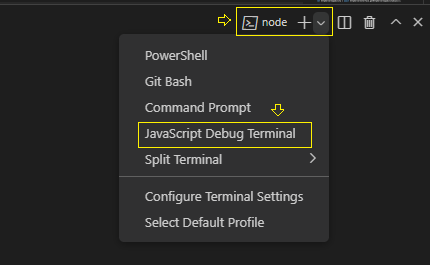 node
PowerShell
Git Bash
Command Prompt
JavaScript Debug Terminal
Split Terminal
Configure Terminal Settings
Select Default Profile